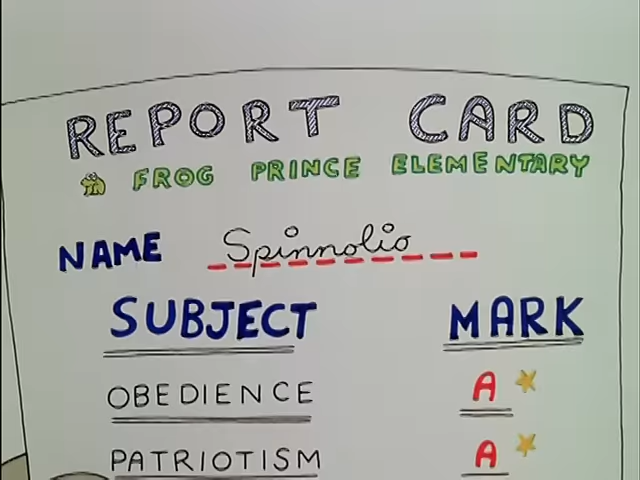 REPORT CARD
FROG PRINCE ELEMENTARY
NAME Spinnolio
SUBJECT MARK
OBEDIENCE A
PATRIOTISM A